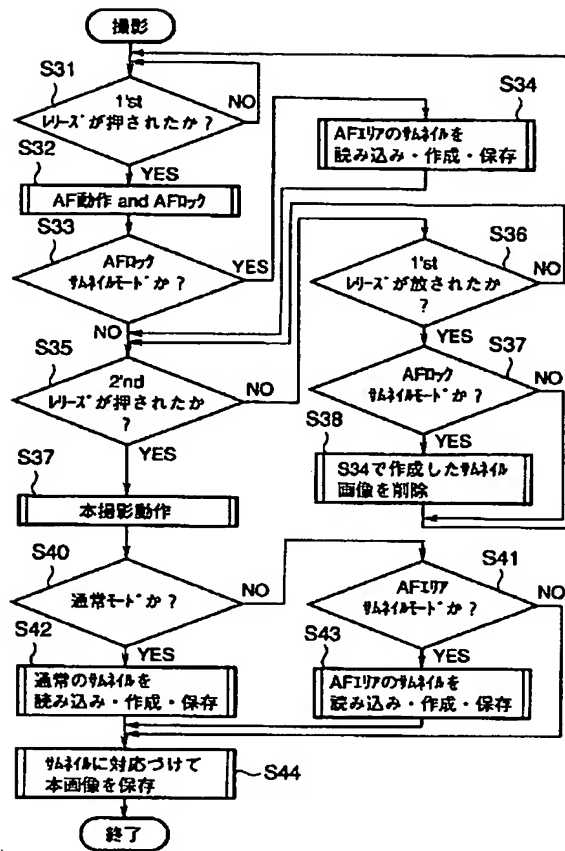 撮影
S31
1'st
ﾚﾘｰｽﾞが押されたか？
NO
YES
S32
AF動作 and AFﾛｯｸ
S33
AFﾛｯｸ
ｻﾑﾈｲﾙﾓｰﾄﾞか？
YES
NO
S34
AFｴﾘｱのｻﾑﾈｲﾙを
読み込み・作成・保存
S35
2'nd
ﾚﾘｰｽﾞが押されたか
？
NO
YES
S36
1'st
ﾚﾘｰｽﾞが放されたか
？
NO
YES
S37
AFﾛｯｸ
ｻﾑﾈｲﾙﾓｰﾄﾞか？
NO
YES
S38
S34で作成したｻﾑﾈｲﾙ
画像を削除
S37
本撮影動作
S40
通常ﾓｰﾄﾞか？
NO
YES
S41
AFｴﾘｱ
ｻﾑﾈｲﾙﾓｰﾄﾞか？
NO
YES
S42
通常のｻﾑﾈｲﾙを
読み込み・作成・保存
S43
AFｴﾘｱのｻﾑﾈｲﾙを
読み込み・作成・保存
S44
ｻﾑﾈｲﾙに対応づけて
本画像を保存
終了